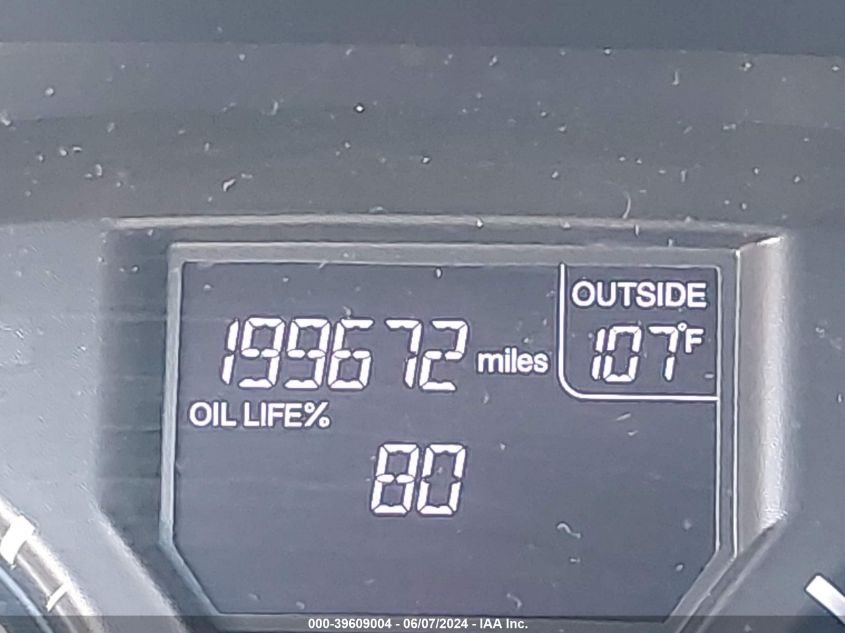 OUTSIDE
199672 miles 107°F
OIL LIFE%
80
000-39609004 - 06/07/2024 - IAA Inc.